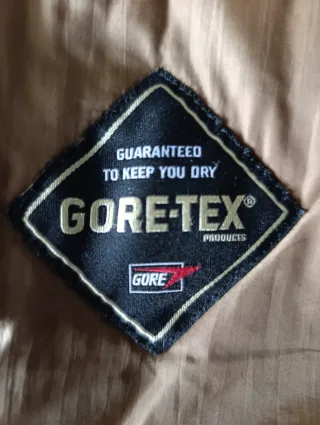 GUARANTEED
TO KEEP YOU DRY
GORE-TEX®
PRODUCTS
GORE